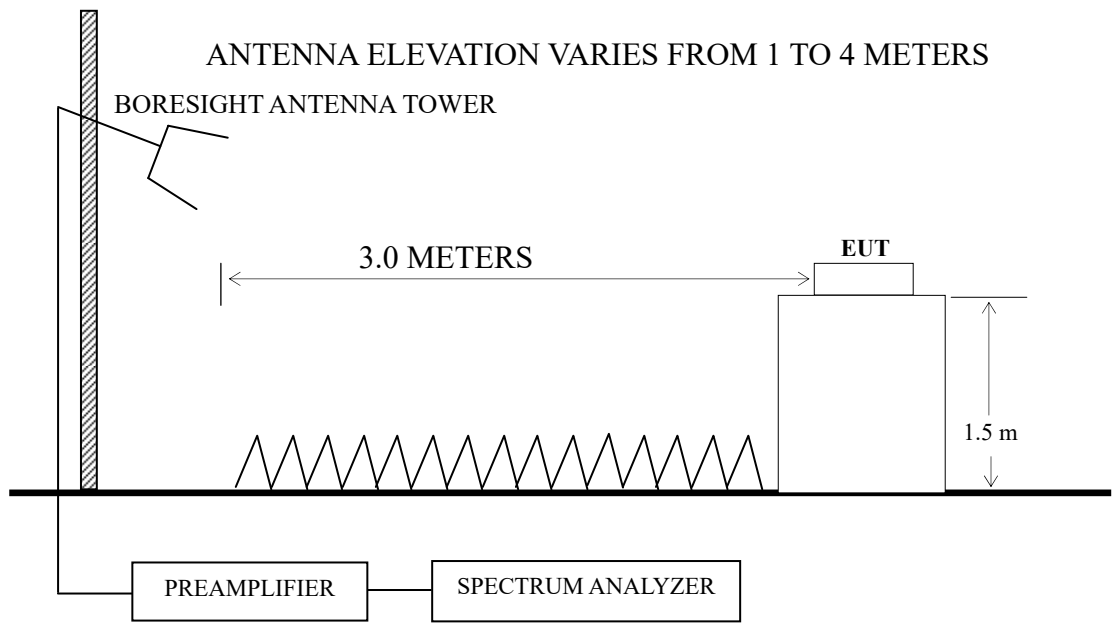 ANTENNA ELEVATION VARIES FROM 1 TO 4 METERS
BORESIGHT ANTENNA TOWER
3.0 METERS
EUT
1.5 m
PREAMPLIFIER
SPECTRUM ANALYZER